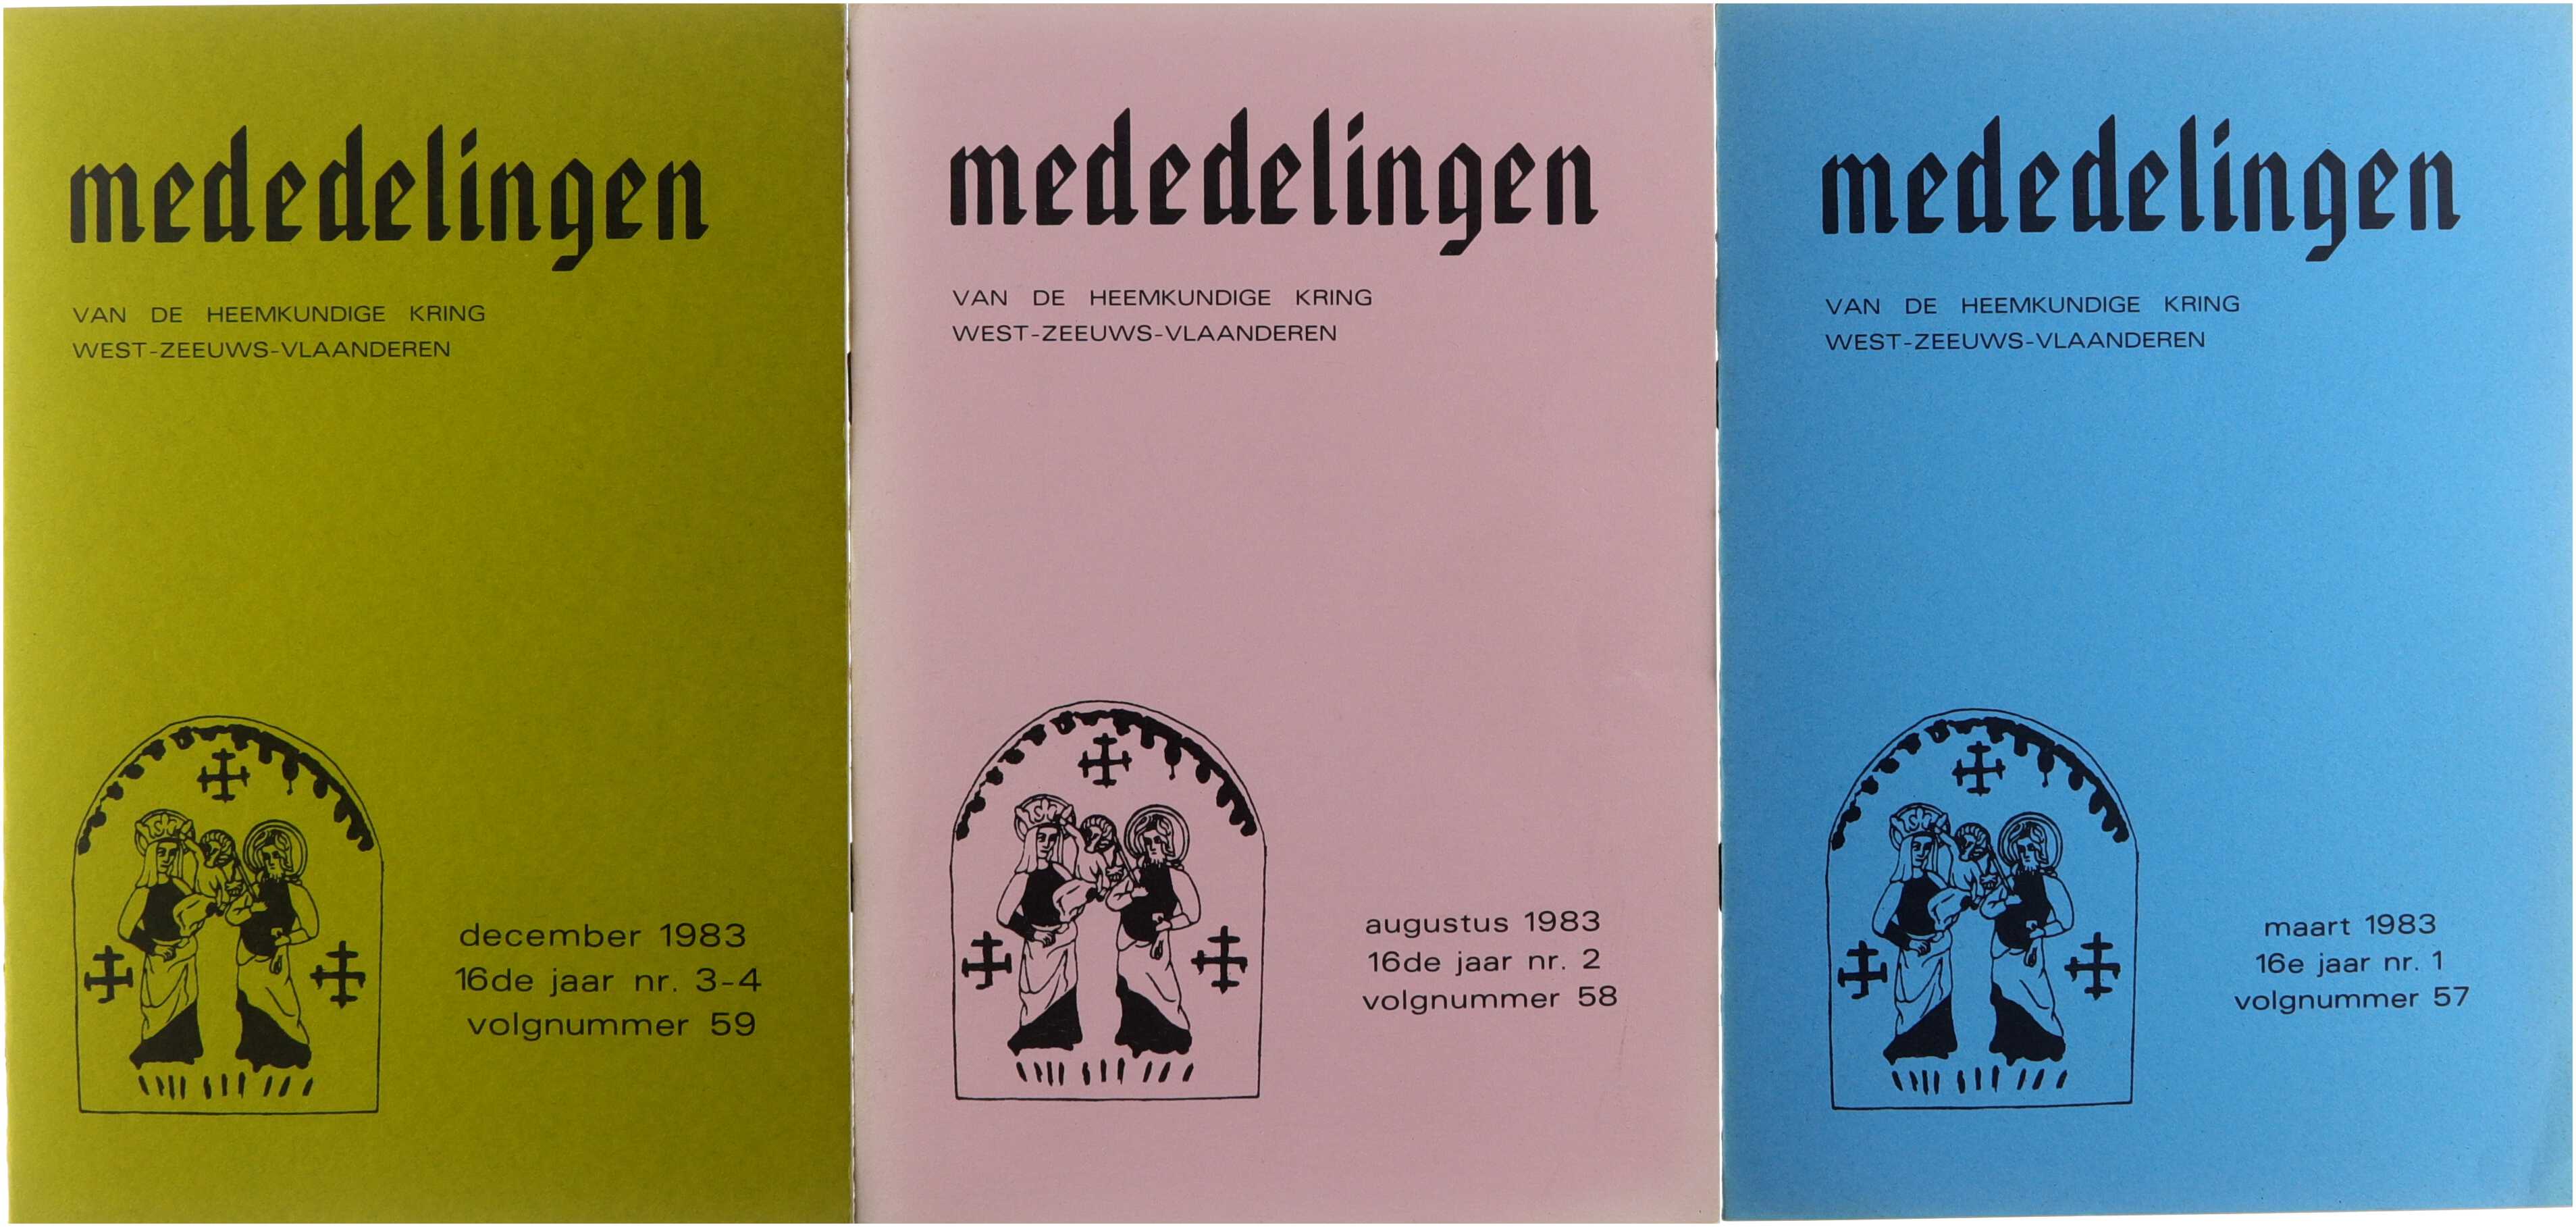 mededelingen
VAN DE HEEMKUNDIGE KRING
WEST-ZEEUWS-VLAANDEREN
december 1983
16de jaar nr. 3-4
volgnummer 59
mededelingen
VAN DE HEEMKUNDIGE KRING
WEST-ZEEUWS-VLAANDEREN
augustus 1983
16de jaar nr. 2
volgnummer 58
mededelingen
VAN DE HEEMKUNDIGE KRING
WEST-ZEEUWS-VLAANDEREN
maart 1983
16e jaar nr. 1
volgnummer 57